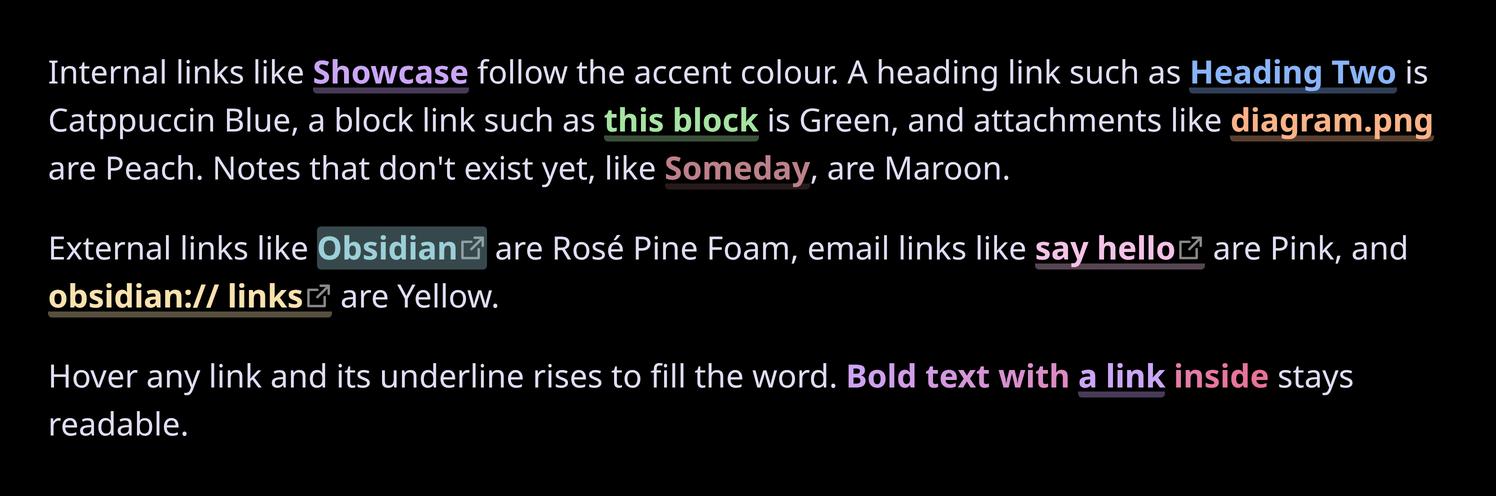 Internal links like Showcase follow the accent colour. A heading link such as Heading Two is
Catppuccin Blue, a block link such as this block is Green, and attachments like diagram.png
are Peach. Notes that don't exist yet, like Someday, are Maroon.
External links like Obsidian are Rosé Pine Foam, email links like say hello are Pink, and
obsidian:// links are Yellow.
Hover any link and its underline rises to fill the word. Bold text with a link inside stays
readable.